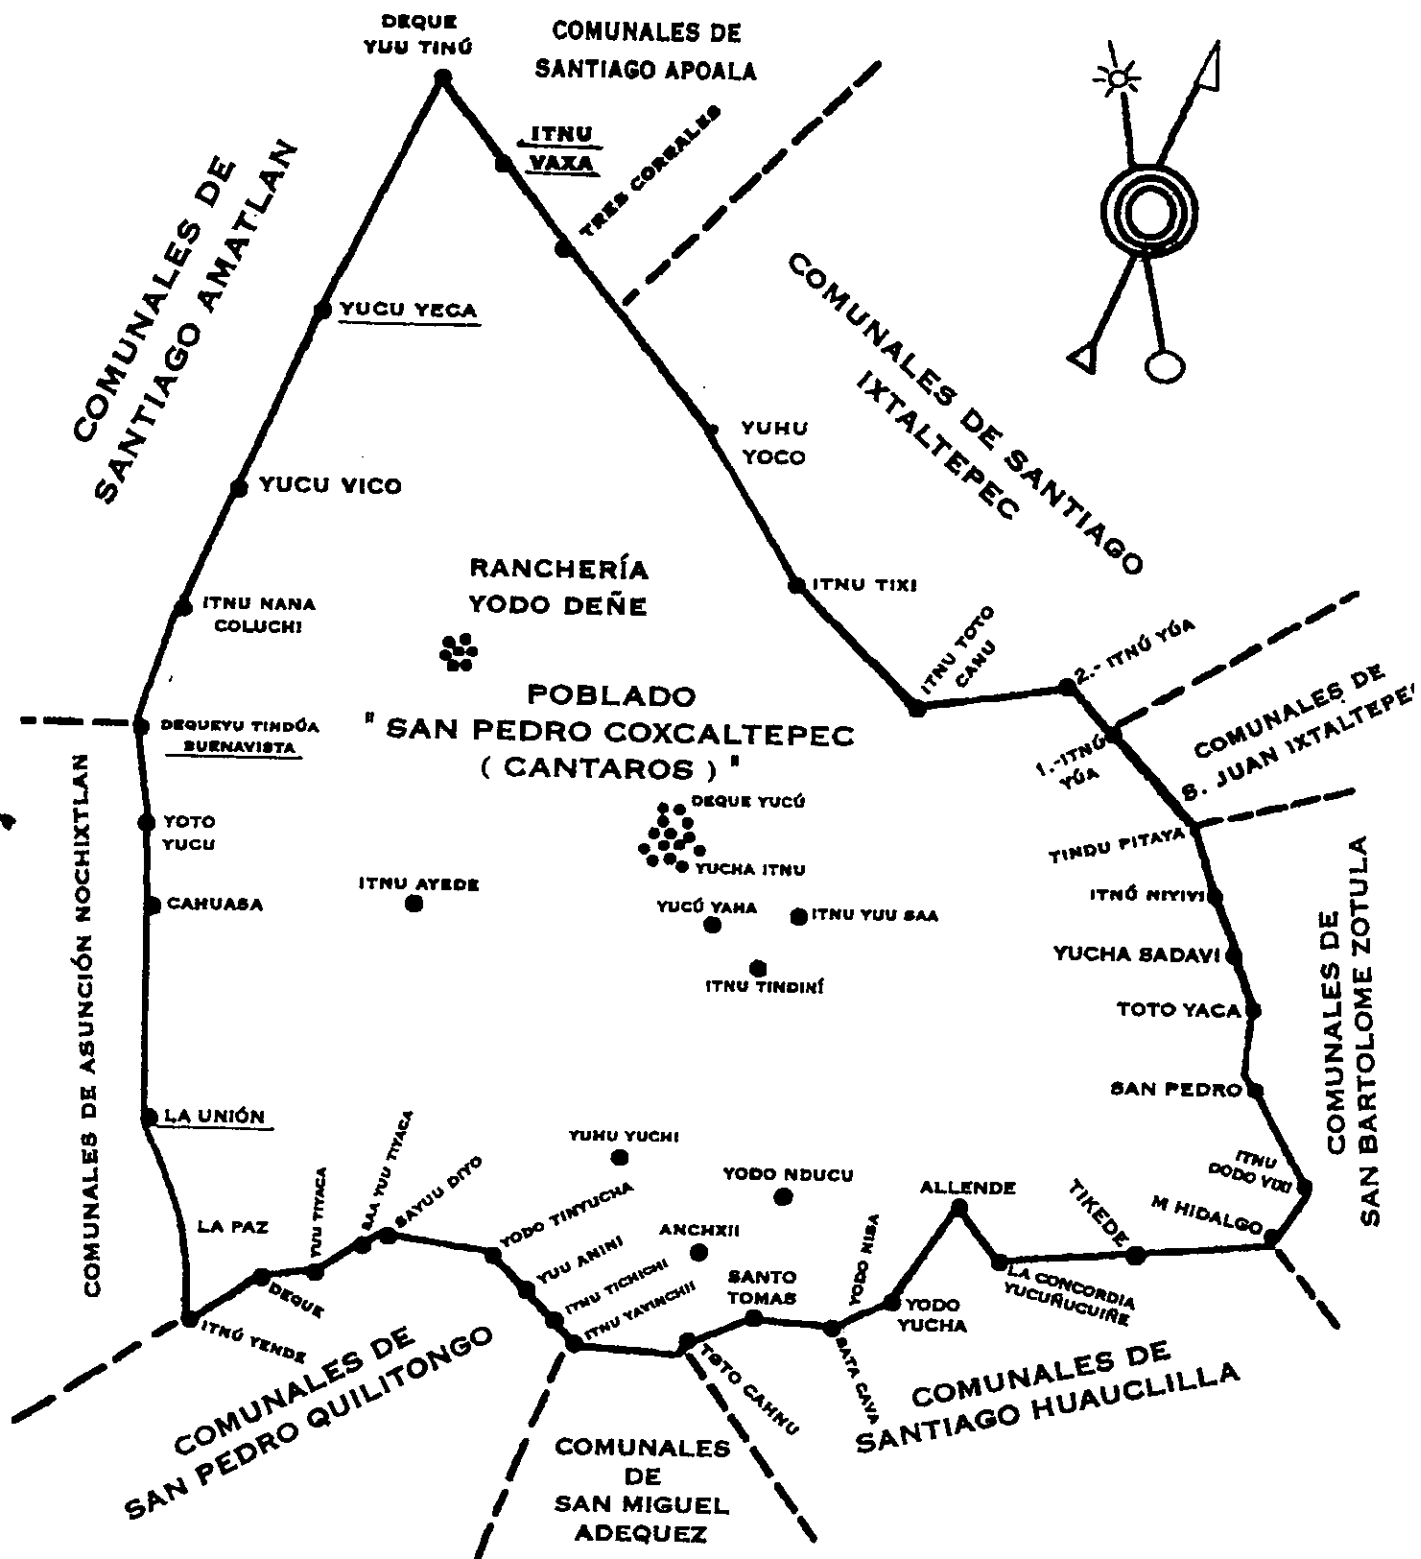 DEQUE
YUU TINÚ
COMUNALES DE
SANTIAGO APOALA
ITNU
VAXA
TRES CORRALES
COMUNALES DE
SANTIAGO AMATLAN
YUCU YECA
COMUNALES DE SANTIAGO
IXTALTEPEC
YUHU
YOCO
YUCU VICO
RANCHERÍA
YODO DEÑE
ITNU TIXI
ITNU NANA
COLUCHI
ITNU TOTO
CANU
2.- ITNÚ YÚA
POBLADO
" SAN PEDRO COXCALTEPEC
( CANTAROS ) "
DEQUEYU TINDÚA
BUENAVISTA
1.-ITNÚ
YÚA
COMUNALES DE
S. JUAN IXTALTEPEC
DEQUE YUCÚ
YOTO
YUCU
TINDU PITAYA
YUCHA ITNU
ITNU AYEDE
ITNÚ NIYIVI
CAHUASA
YUCÚ YAHA
ITNU YUU SAA
YUCHA SADAVI
ITNU TINDINÍ
TOTO YACA
COMUNALES DE ASUNCIÓN NOCHIXTLAN
COMUNALES DE
SAN BARTOLOME ZOTULA
SAN PEDRO
LA UNIÓN
YUHU YUCHI
YODO NDUCU
ALLENDE
ITNU
DODO YIXI
LA PAZ
YUU TIYACA
SAA YUU TIYACA
SAYUU DIYO
YODO TINYUCHA
ANCHXII
TIKEDE
M HIDALGO
DEQUE
YUU ANINI
ITNU TICHICHI
ITNU YAVINCHII
SANTO
TOMAS
YODO NISA
YODO
YUCHA
LA CONCORDIA
YUCUÑUCUIÑE
ITNÚ YENDE
TOTO CAHNU
SATA CAVA
COMUNALES DE
SAN PEDRO QUILITONGO
COMUNALES DE
SANTIAGO HUAUCLILLA
COMUNALES
DE
SAN MIGUEL
ADEQUEZ